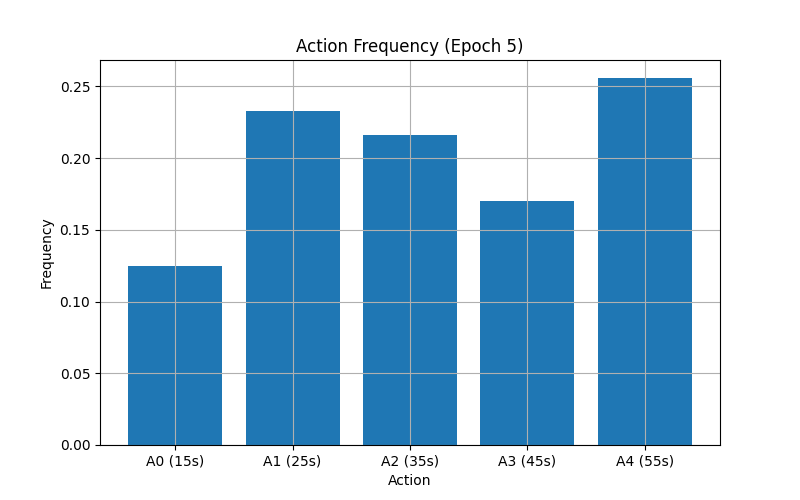 Action Frequency (Epoch 5)
Frequency
0.25
0.20
0.15
0.10
0.05
0.00
A0 (15s) A1 (25s) A2 (35s) A3 (45s) A4 (55s)
Action